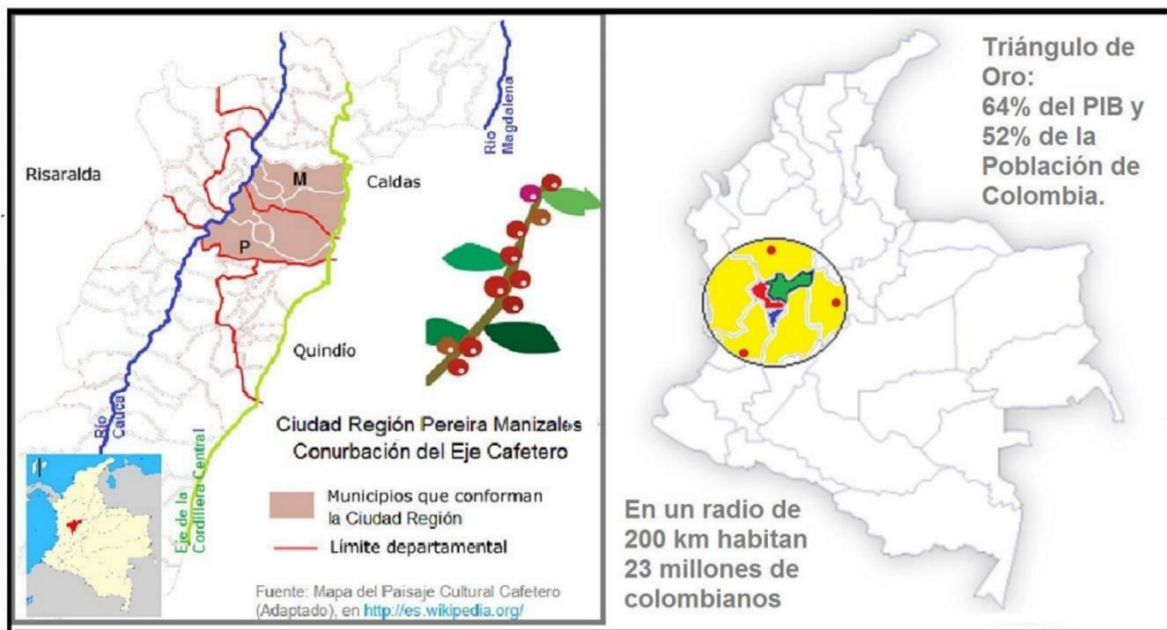 Risaralda
M
Caldas
P
Quindío
Río
Magdalena
Río
Cauca
Eje de la
Cordillera Central
Ciudad Región Pereira Manizales
Conurbación del Eje Cafetero
Municipios que conforman
la Ciudad Región
Límite departamental
Fuente: Mapa del Paisaje Cultural Cafetero
(Adaptado), en http://es.wikipedia.org/
Triángulo de
Oro:
64% del PIB y
52% de la
Población de
Colombia.
En un radio de
200 km habitan
23 millones de
colombianos